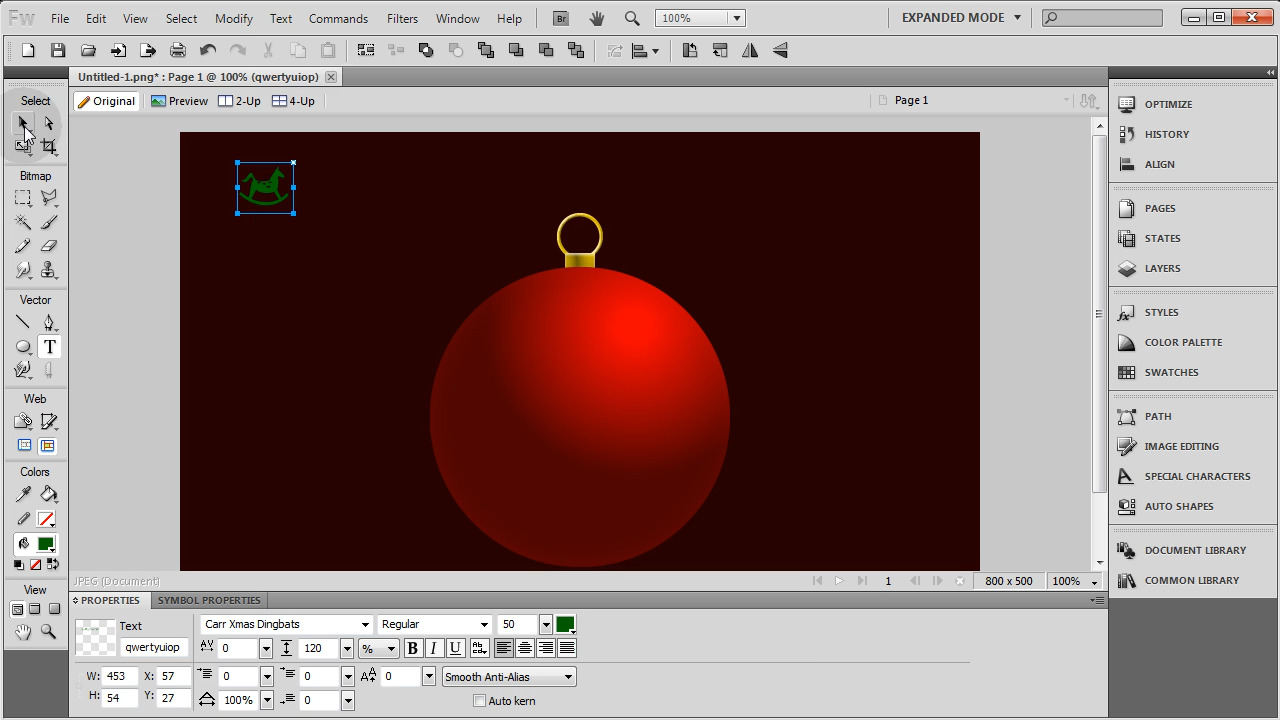 Fw File Edit View Select Modify Text Commands Filters Window Help Br 100% EXPANDED MODE
Untitled-1.png* : Page 1 @ 100% (qwertyuiop)
Original Preview 2-Up 4-Up Page 1
Select
Bitmap
Vector
T
Web
Colors
View
OPTIMIZE
HISTORY
ALIGN
PAGES
STATES
LAYERS
STYLES
COLOR PALETTE
SWATCHES
PATH
IMAGE EDITING
SPECIAL CHARACTERS
AUTO SHAPES
DOCUMENT LIBRARY
COMMON LIBRARY
JPEG (Document) 1 800 x 500 100%
PROPERTIES SYMBOL PROPERTIES
Text
qwertyuiop
Carr Xmas Dingbats Regular 50
0 120 % B I U
W: 453 X: 57 0 0 0 Smooth Anti-Alias
H: 54 Y: 27 100% 0 Auto kern